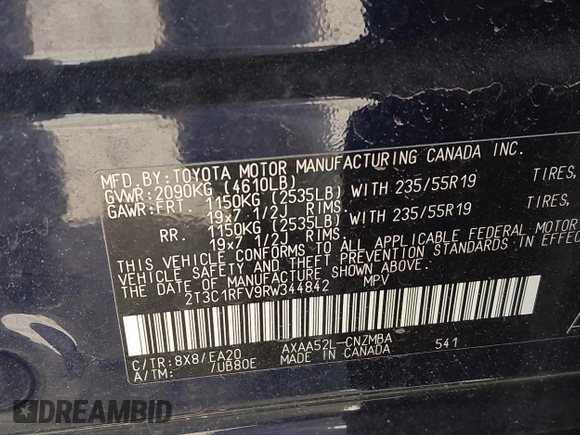 MFD. BY: TOYOTA MOTOR MANUFACTURING CANADA INC.
GVWR: 2090KG (4610LB)
GAWR: FRT. 1150KG (2535LB) WITH 235/55R19 TIRES,
19x7 1/2J RIMS
RR. 1150KG (2535LB) WITH 235/55R19 TIRES,
19x7 1/2J RIMS
THIS VEHICLE CONFORMS TO ALL APPLICABLE FEDERAL MOTOR
VEHICLE SAFETY AND THEFT PREVENTION STANDARDS IN EFFEC
THE DATE OF MANUFACTURE SHOWN ABOVE.
2T3C1RFV9RW344842 MPV
C/TR: 8X8/EA20 AXAA52L-CNZMBA
A/TM: /UB80E MADE IN CANADA 541
DREAMBID